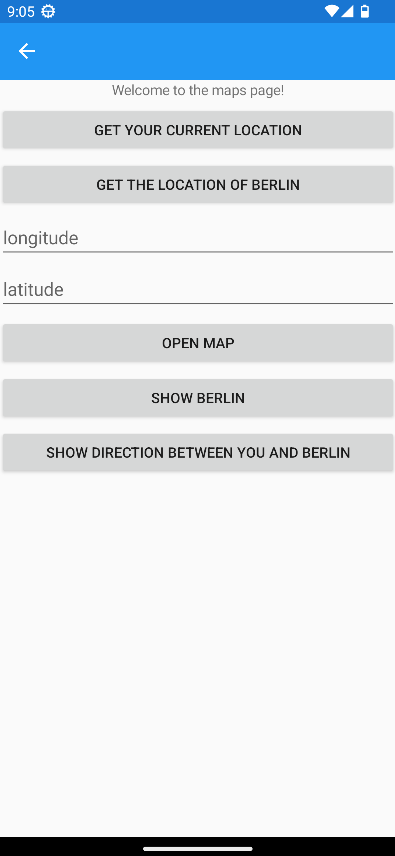 9:05
Welcome to the maps page!
GET YOUR CURRENT LOCATION
GET THE LOCATION OF BERLIN
longitude
latitude
OPEN MAP
SHOW BERLIN
SHOW DIRECTION BETWEEN YOU AND BERLIN